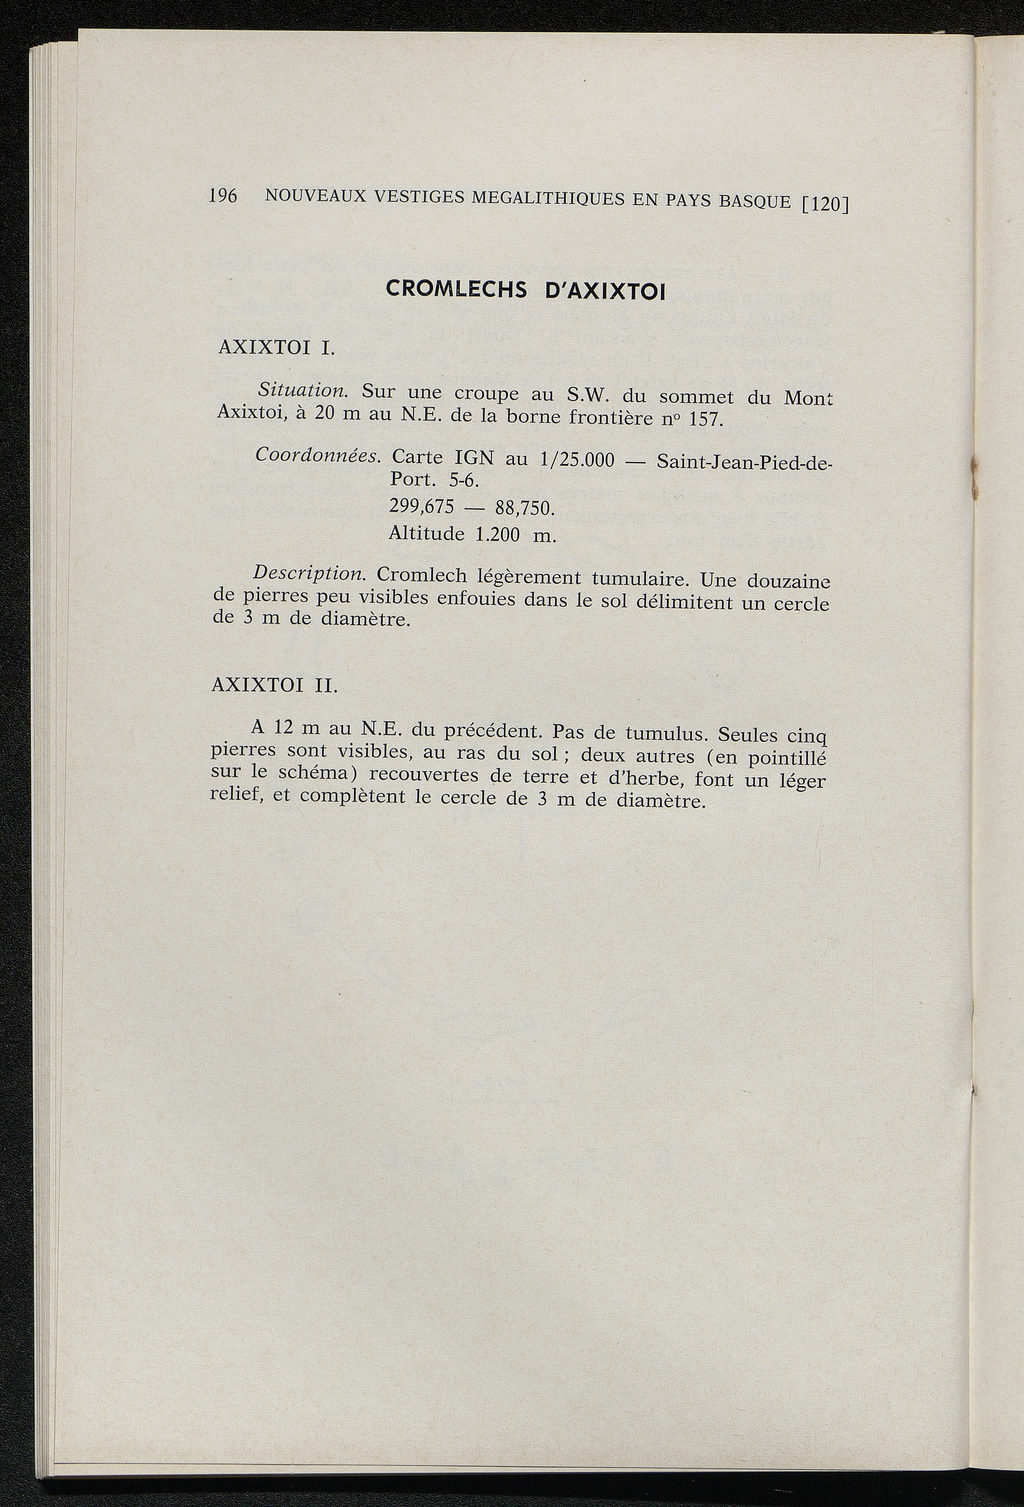 196 NOUVEAUX VESTIGES MEGALITHIQUES EN PAYS BASQUE [120]
CROMLECHS D'AXIXTOI
AXIXTOI I.
Situation. Sur une croupe au S.W. du sommet du Mont
Axixtoi, à 20 m au N.E. de la borne frontière nº 157.
Coordonnées. Carte IGN au 1/25.000 — Saint-Jean-Pied-de-
Port. 5-6.
299,675 — 88,750.
Altitude 1.200 m.
Description. Cromlech légèrement tumulaire. Une douzaine
de pierres peu visibles enfouies dans le sol délimitent un cercle
de 3 m de diamètre.
AXIXTOI II.
A 12 m au N.E. du précédent. Pas de tumulus. Seules cinq
pierres sont visibles, au ras du sol ; deux autres (en pointillé
sur le schéma) recouvertes de terre et d'herbe, font un léger
relief, et complètent le cercle de 3 m de diamètre.